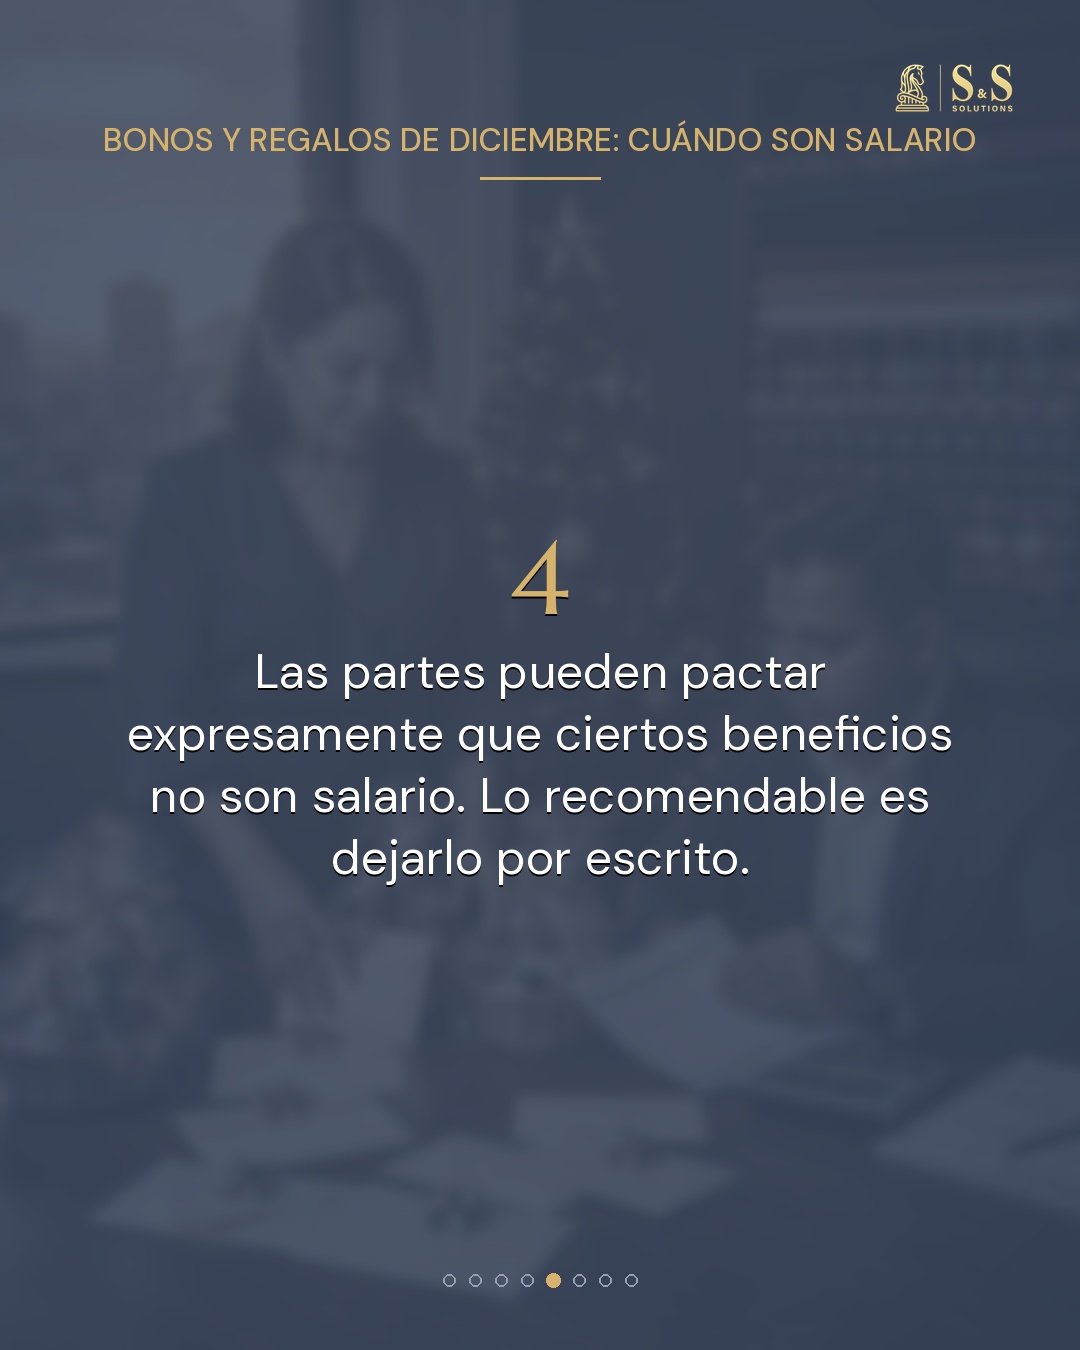 S&S
SOLUTIONS
BONOS Y REGALOS DE DICIEMBRE: CUÁNDO SON SALARIO
4
Las partes pueden pactar
expresamente que ciertos beneficios
no son salario. Lo recomendable es
dejarlo por escrito.